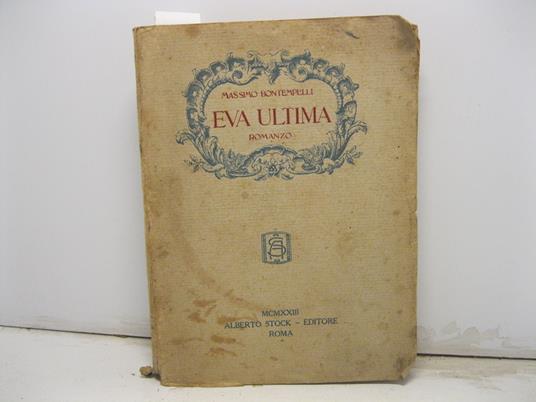 MASSIMO BONTEMPELLI
EVA ULTIMA
ROMANZO
MCMXXIII
ALBERTO STOCK - EDITORE
ROMA